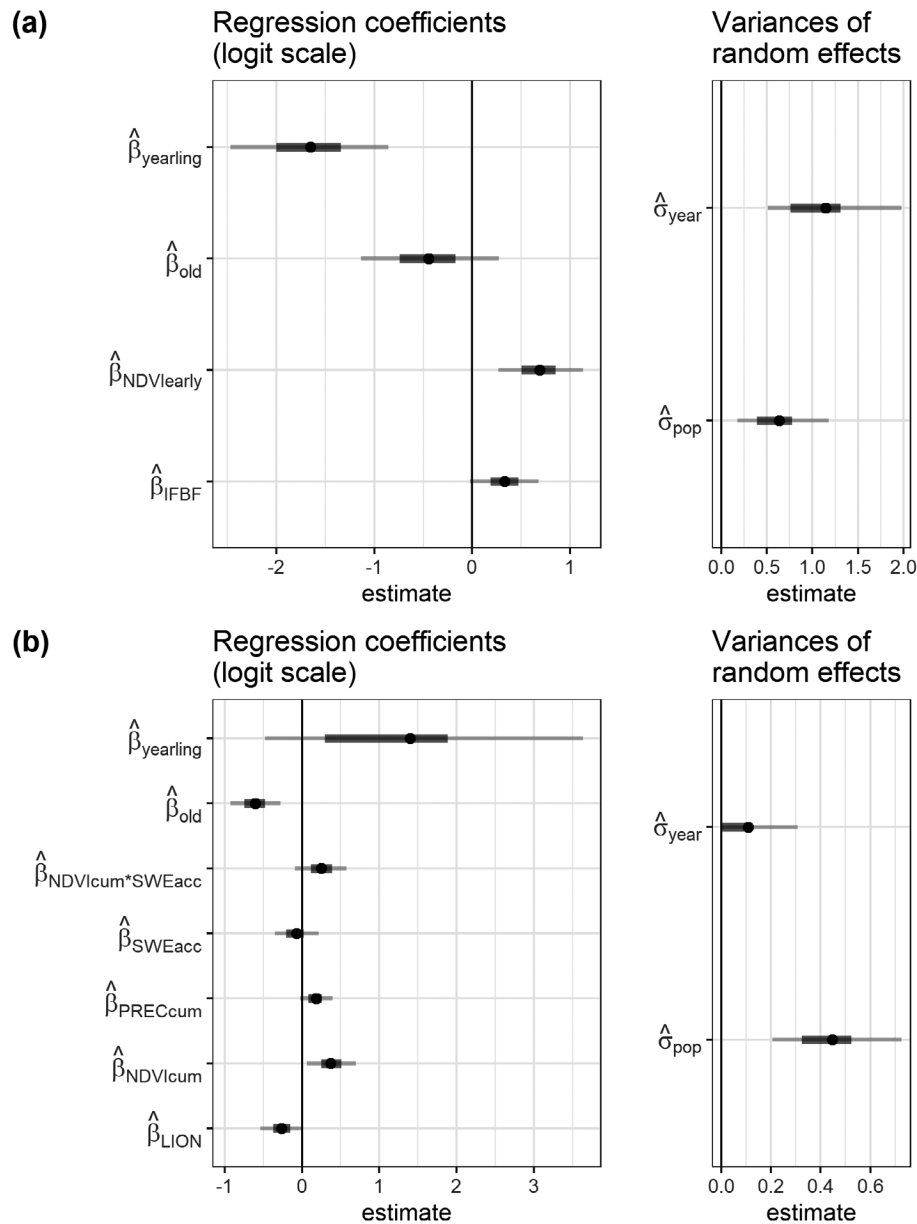 (a)
Regression coefficients
(logit scale)
Variances of
random effects
β̂yearling
β̂old
β̂NDVIearly
β̂IFBF
-2 -1 0 1
estimate
σ̂year
σ̂pop
0.0 0.5 1.0 1.5 2.0
estimate
(b)
Regression coefficients
(logit scale)
Variances of
random effects
β̂yearling
β̂old
β̂NDVIcum*SWEacc
β̂SWEacc
β̂PRECcum
β̂NDVIcum
β̂LION
-1 0 1 2 3
estimate
σ̂year
σ̂pop
0.0 0.2 0.4 0.6
estimate